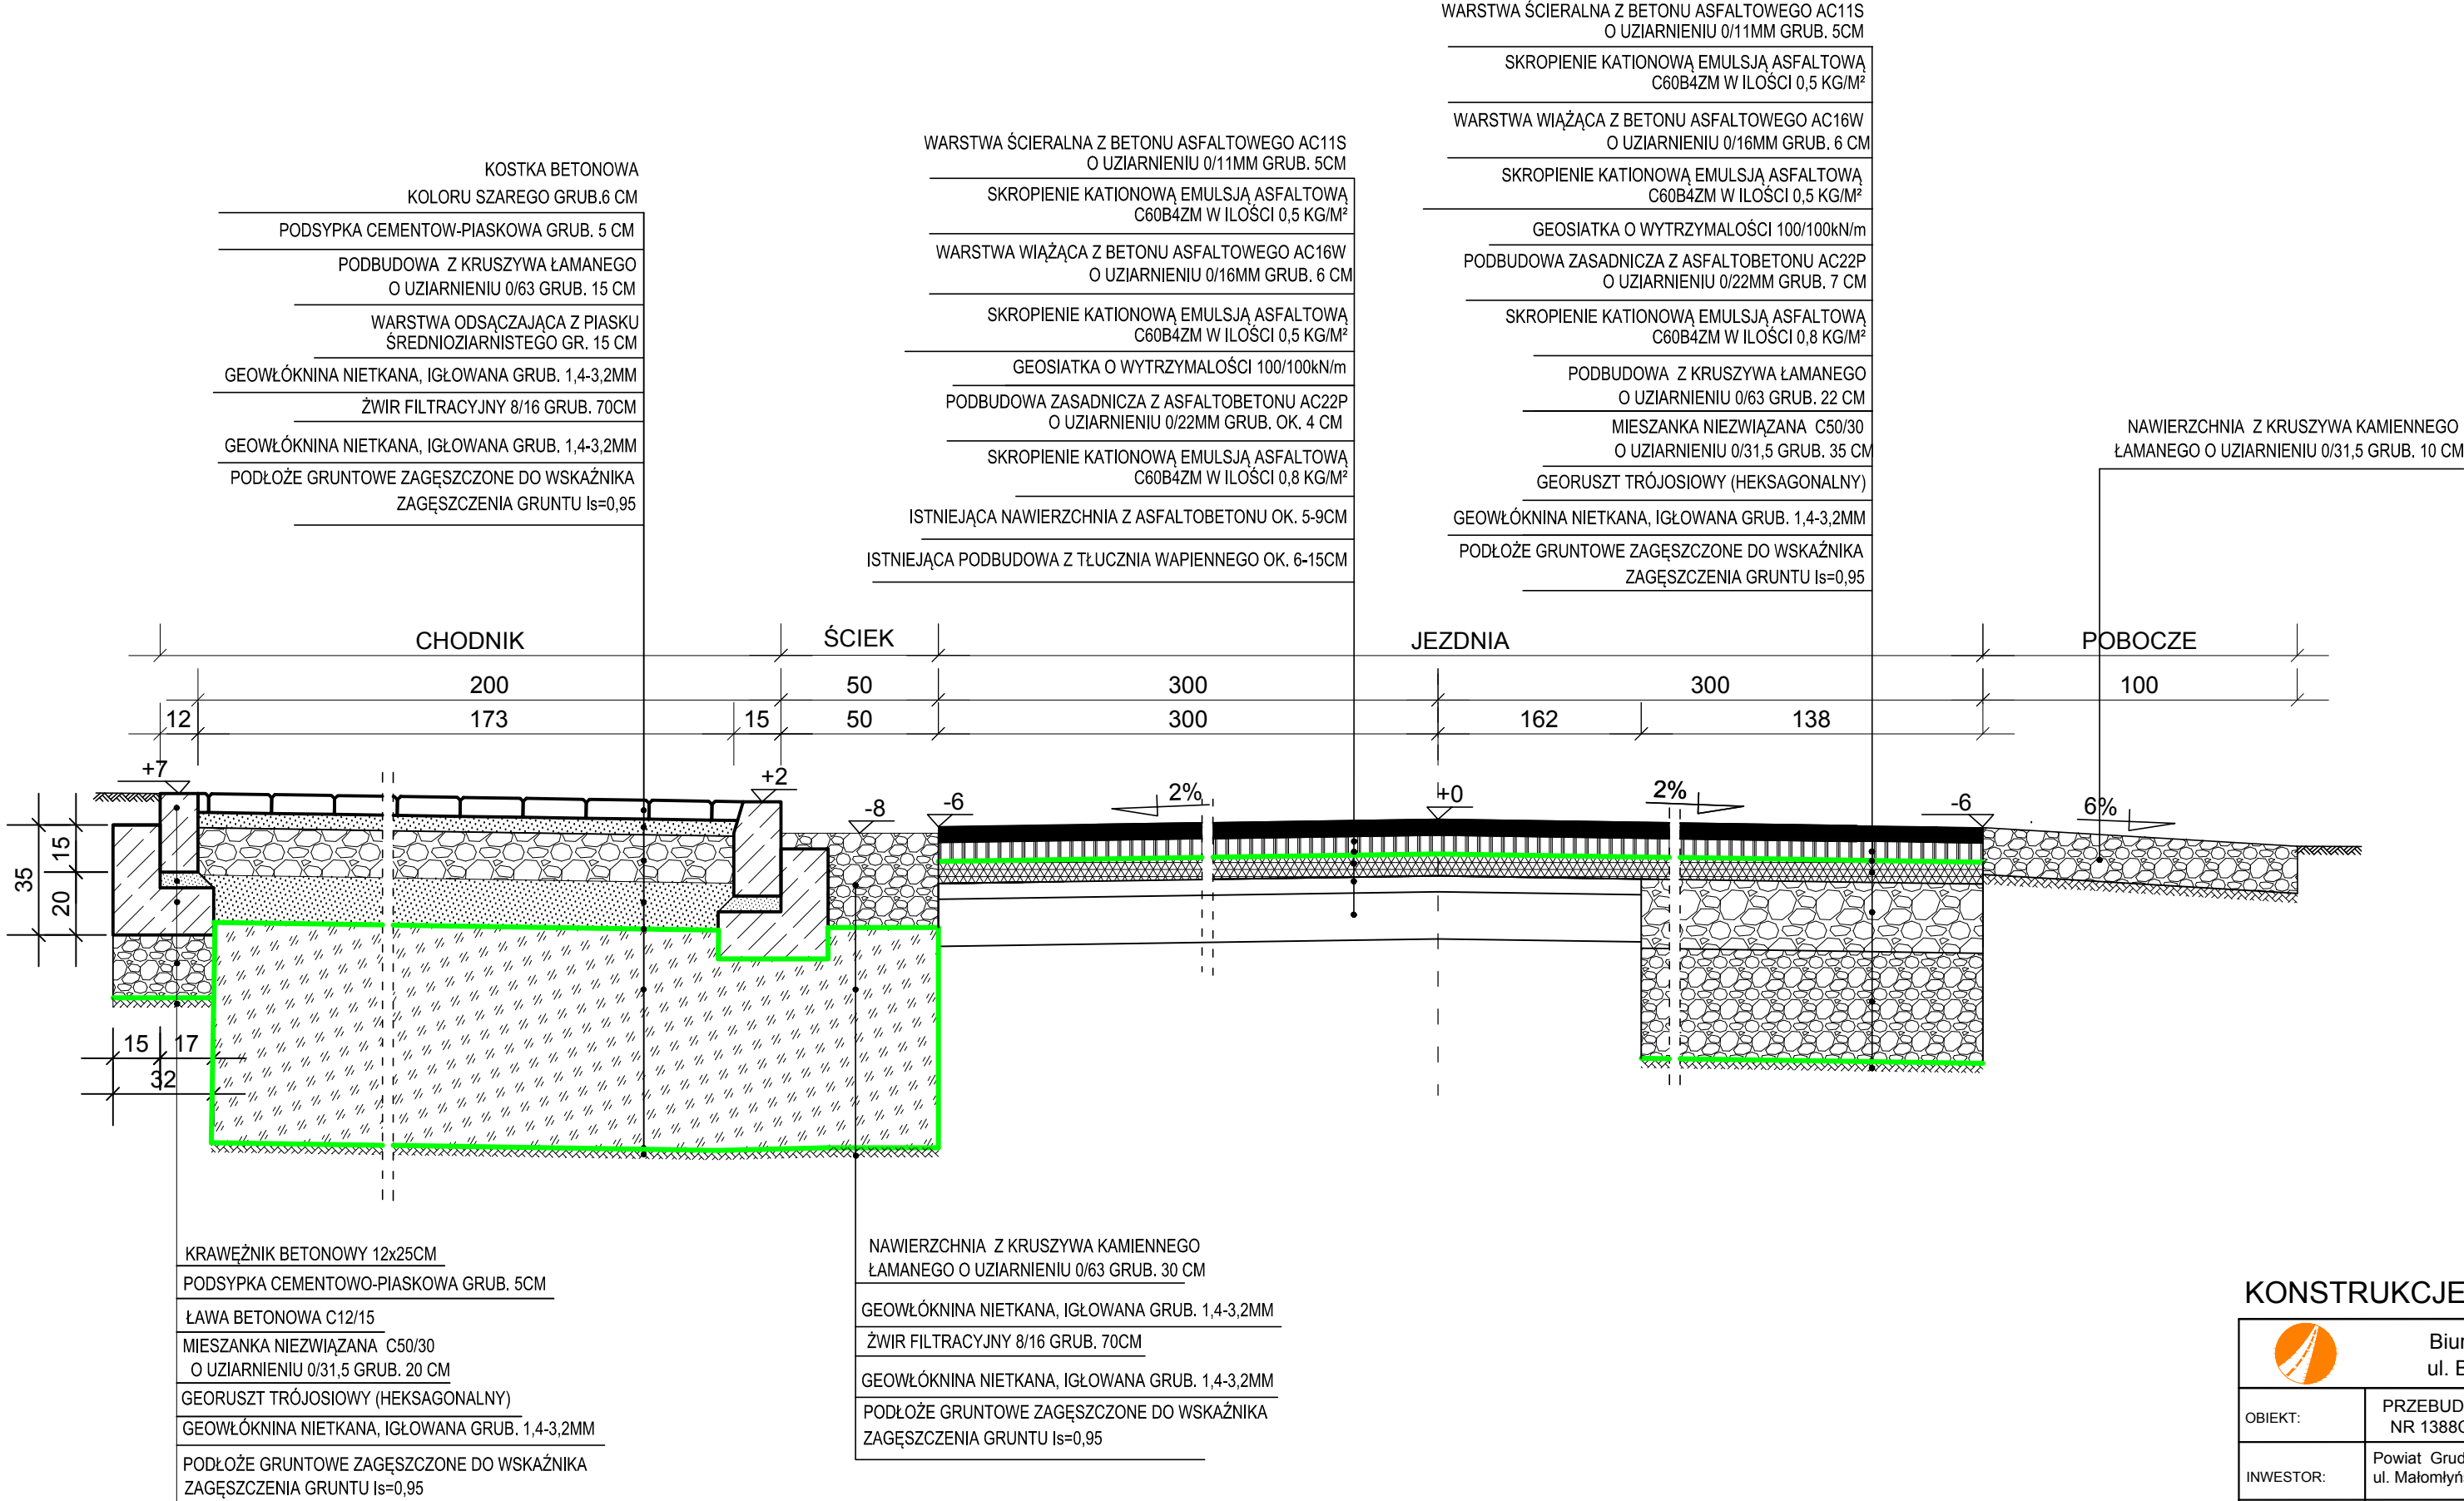 WARSTWA ŚCIERALNA Z BETONU ASFALTOWEGO AC11S
O UZIARNIENIU 0/11MM GRUB. 5CM
SKROPIENIE KATIONOWĄ EMULSJĄ ASFALTOWĄ
C60B4ZM W ILOŚCI 0,5 KG/M²
WARSTWA WIĄŻĄCA Z BETONU ASFALTOWEGO AC16W
O UZIARNIENIU 0/16MM GRUB. 6 CM
SKROPIENIE KATIONOWĄ EMULSJĄ ASFALTOWĄ
C60B4ZM W ILOŚCI 0,5 KG/M²
GEOSIATKA O WYTRZYMALOŚCI 100/100kN/m
PODBUDOWA ZASADNICZA Z ASFALTOBETONU AC22P
O UZIARNIENIU 0/22MM GRUB. 7 CM
SKROPIENIE KATIONOWĄ EMULSJĄ ASFALTOWĄ
C60B4ZM W ILOŚCI 0,8 KG/M²
PODBUDOWA Z KRUSZYWA ŁAMANEGO
O UZIARNIENIU 0/63 GRUB. 22 CM
MIESZANKA NIEZWIĄZANA C50/30
O UZIARNIENIU 0/31,5 GRUB. 35 CM
GEORUSZT TRÓJOSIOWY (HEKSAGONALNY)
GEOWŁÓKNINA NIETKANA, IGŁOWANA GRUB. 1,4-3,2MM
PODŁOŻE GRUNTOWE ZAGĘSZCZONE DO WSKAŹNIKA
ZAGĘSZCZENIA GRUNTU Is=0,95
WARSTWA ŚCIERALNA Z BETONU ASFALTOWEGO AC11S
O UZIARNIENIU 0/11MM GRUB. 5CM
SKROPIENIE KATIONOWĄ EMULSJĄ ASFALTOWĄ
C60B4ZM W ILOŚCI 0,5 KG/M²
WARSTWA WIĄŻĄCA Z BETONU ASFALTOWEGO AC16W
O UZIARNIENIU 0/16MM GRUB. 6 CM
SKROPIENIE KATIONOWĄ EMULSJĄ ASFALTOWĄ
C60B4ZM W ILOŚCI 0,5 KG/M²
GEOSIATKA O WYTRZYMALOŚCI 100/100kN/m
PODBUDOWA ZASADNICZA Z ASFALTOBETONU AC22P
O UZIARNIENIU 0/22MM GRUB. OK. 4 CM
SKROPIENIE KATIONOWĄ EMULSJĄ ASFALTOWĄ
C60B4ZM W ILOŚCI 0,8 KG/M²
ISTNIEJĄCA NAWIERZCHNIA Z ASFALTOBETONU OK. 5-9CM
ISTNIEJĄCA PODBUDOWA Z TŁUCZNIA WAPIENNEGO OK. 6-15CM
KOSTKA BETONOWA
KOLORU SZAREGO GRUB.6 CM
PODSYPKA CEMENTOW-PIASKOWA GRUB. 5 CM
PODBUDOWA Z KRUSZYWA ŁAMANEGO
O UZIARNIENIU 0/63 GRUB. 15 CM
WARSTWA ODSĄCZAJĄCA Z PIASKU
ŚREDNIOZIARNISTEGO GR. 15 CM
GEOWŁÓKNINA NIETKANA, IGŁOWANA GRUB. 1,4-3,2MM
ŻWIR FILTRACYJNY 8/16 GRUB. 70CM
GEOWŁÓKNINA NIETKANA, IGŁOWANA GRUB. 1,4-3,2MM
PODŁOŻE GRUNTOWE ZAGĘSZCZONE DO WSKAŹNIKA
ZAGĘSZCZENIA GRUNTU Is=0,95
NAWIERZCHNIA Z KRUSZYWA KAMIENNEGO
ŁAMANEGO O UZIARNIENIU 0/31,5 GRUB. 10 CM
CHODNIK ŚCIEK JEZDNIA POBOCZE
200 50 300 300 100
12 173 15 50 300 162 138
+7 +2 -8 -6 2% +0 2% -6 6%
35 15 20
15 17
32
KRAWĘŻNIK BETONOWY 12x25CM
PODSYPKA CEMENTOWO-PIASKOWA GRUB. 5CM
ŁAWA BETONOWA C12/15
MIESZANKA NIEZWIĄZANA C50/30
O UZIARNIENIU 0/31,5 GRUB. 20 CM
GEORUSZT TRÓJOSIOWY (HEKSAGONALNY)
GEOWŁÓKNINA NIETKANA, IGŁOWANA GRUB. 1,4-3,2MM
PODŁOŻE GRUNTOWE ZAGĘSZCZONE DO WSKAŹNIKA
ZAGĘSZCZENIA GRUNTU Is=0,95
NAWIERZCHNIA Z KRUSZYWA KAMIENNEGO
ŁAMANEGO O UZIARNIENIU 0/63 GRUB. 30 CM
GEOWŁÓKNINA NIETKANA, IGŁOWANA GRUB. 1,4-3,2MM
ŻWIR FILTRACYJNY 8/16 GRUB. 70CM
GEOWŁÓKNINA NIETKANA, IGŁOWANA GRUB. 1,4-3,2MM
PODŁOŻE GRUNTOWE ZAGĘSZCZONE DO WSKAŹNIKA
ZAGĘSZCZENIA GRUNTU Is=0,95
KONSTRUKCJE
Biur
ul. B
OBIEKT:
PRZEBUD
NR 1388C
INWESTOR:
Powiat Grud
ul. Małomłyń